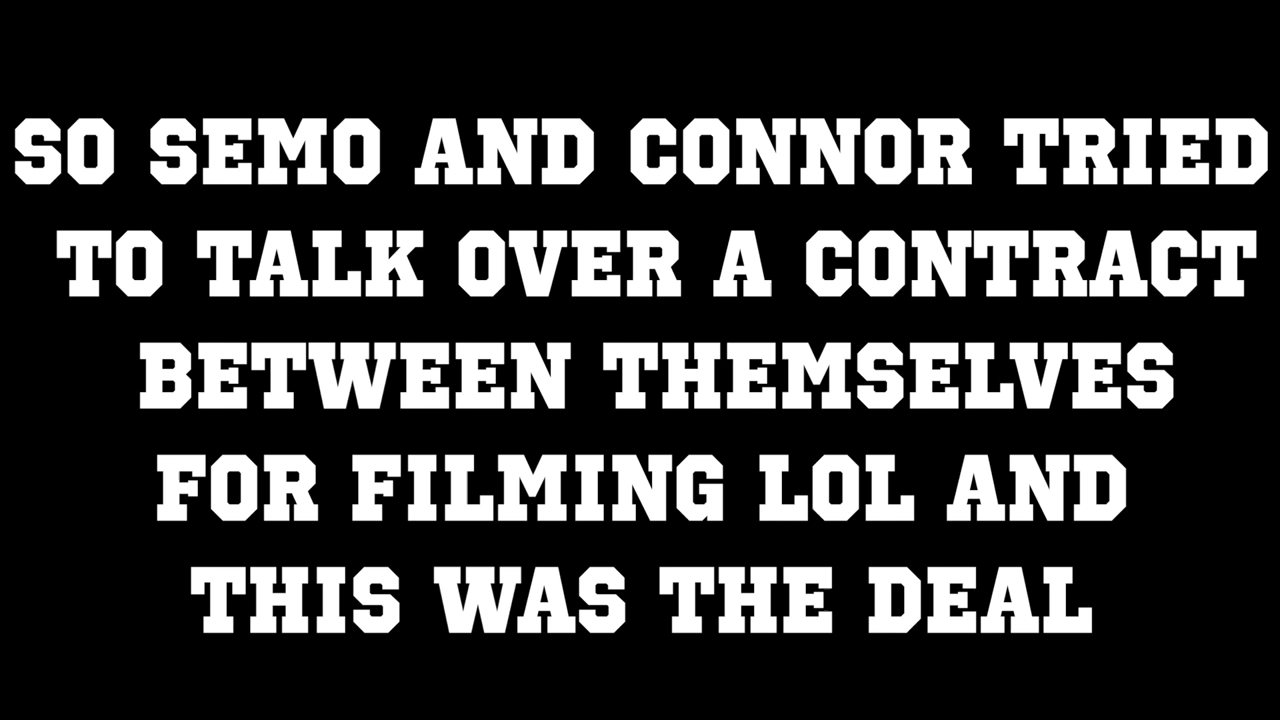 SO SEMO AND CONNOR TRIED
TO TALK OVER A CONTRACT
BETWEEN THEMSELVES
FOR FILMING LOL AND
THIS WAS THE DEAL